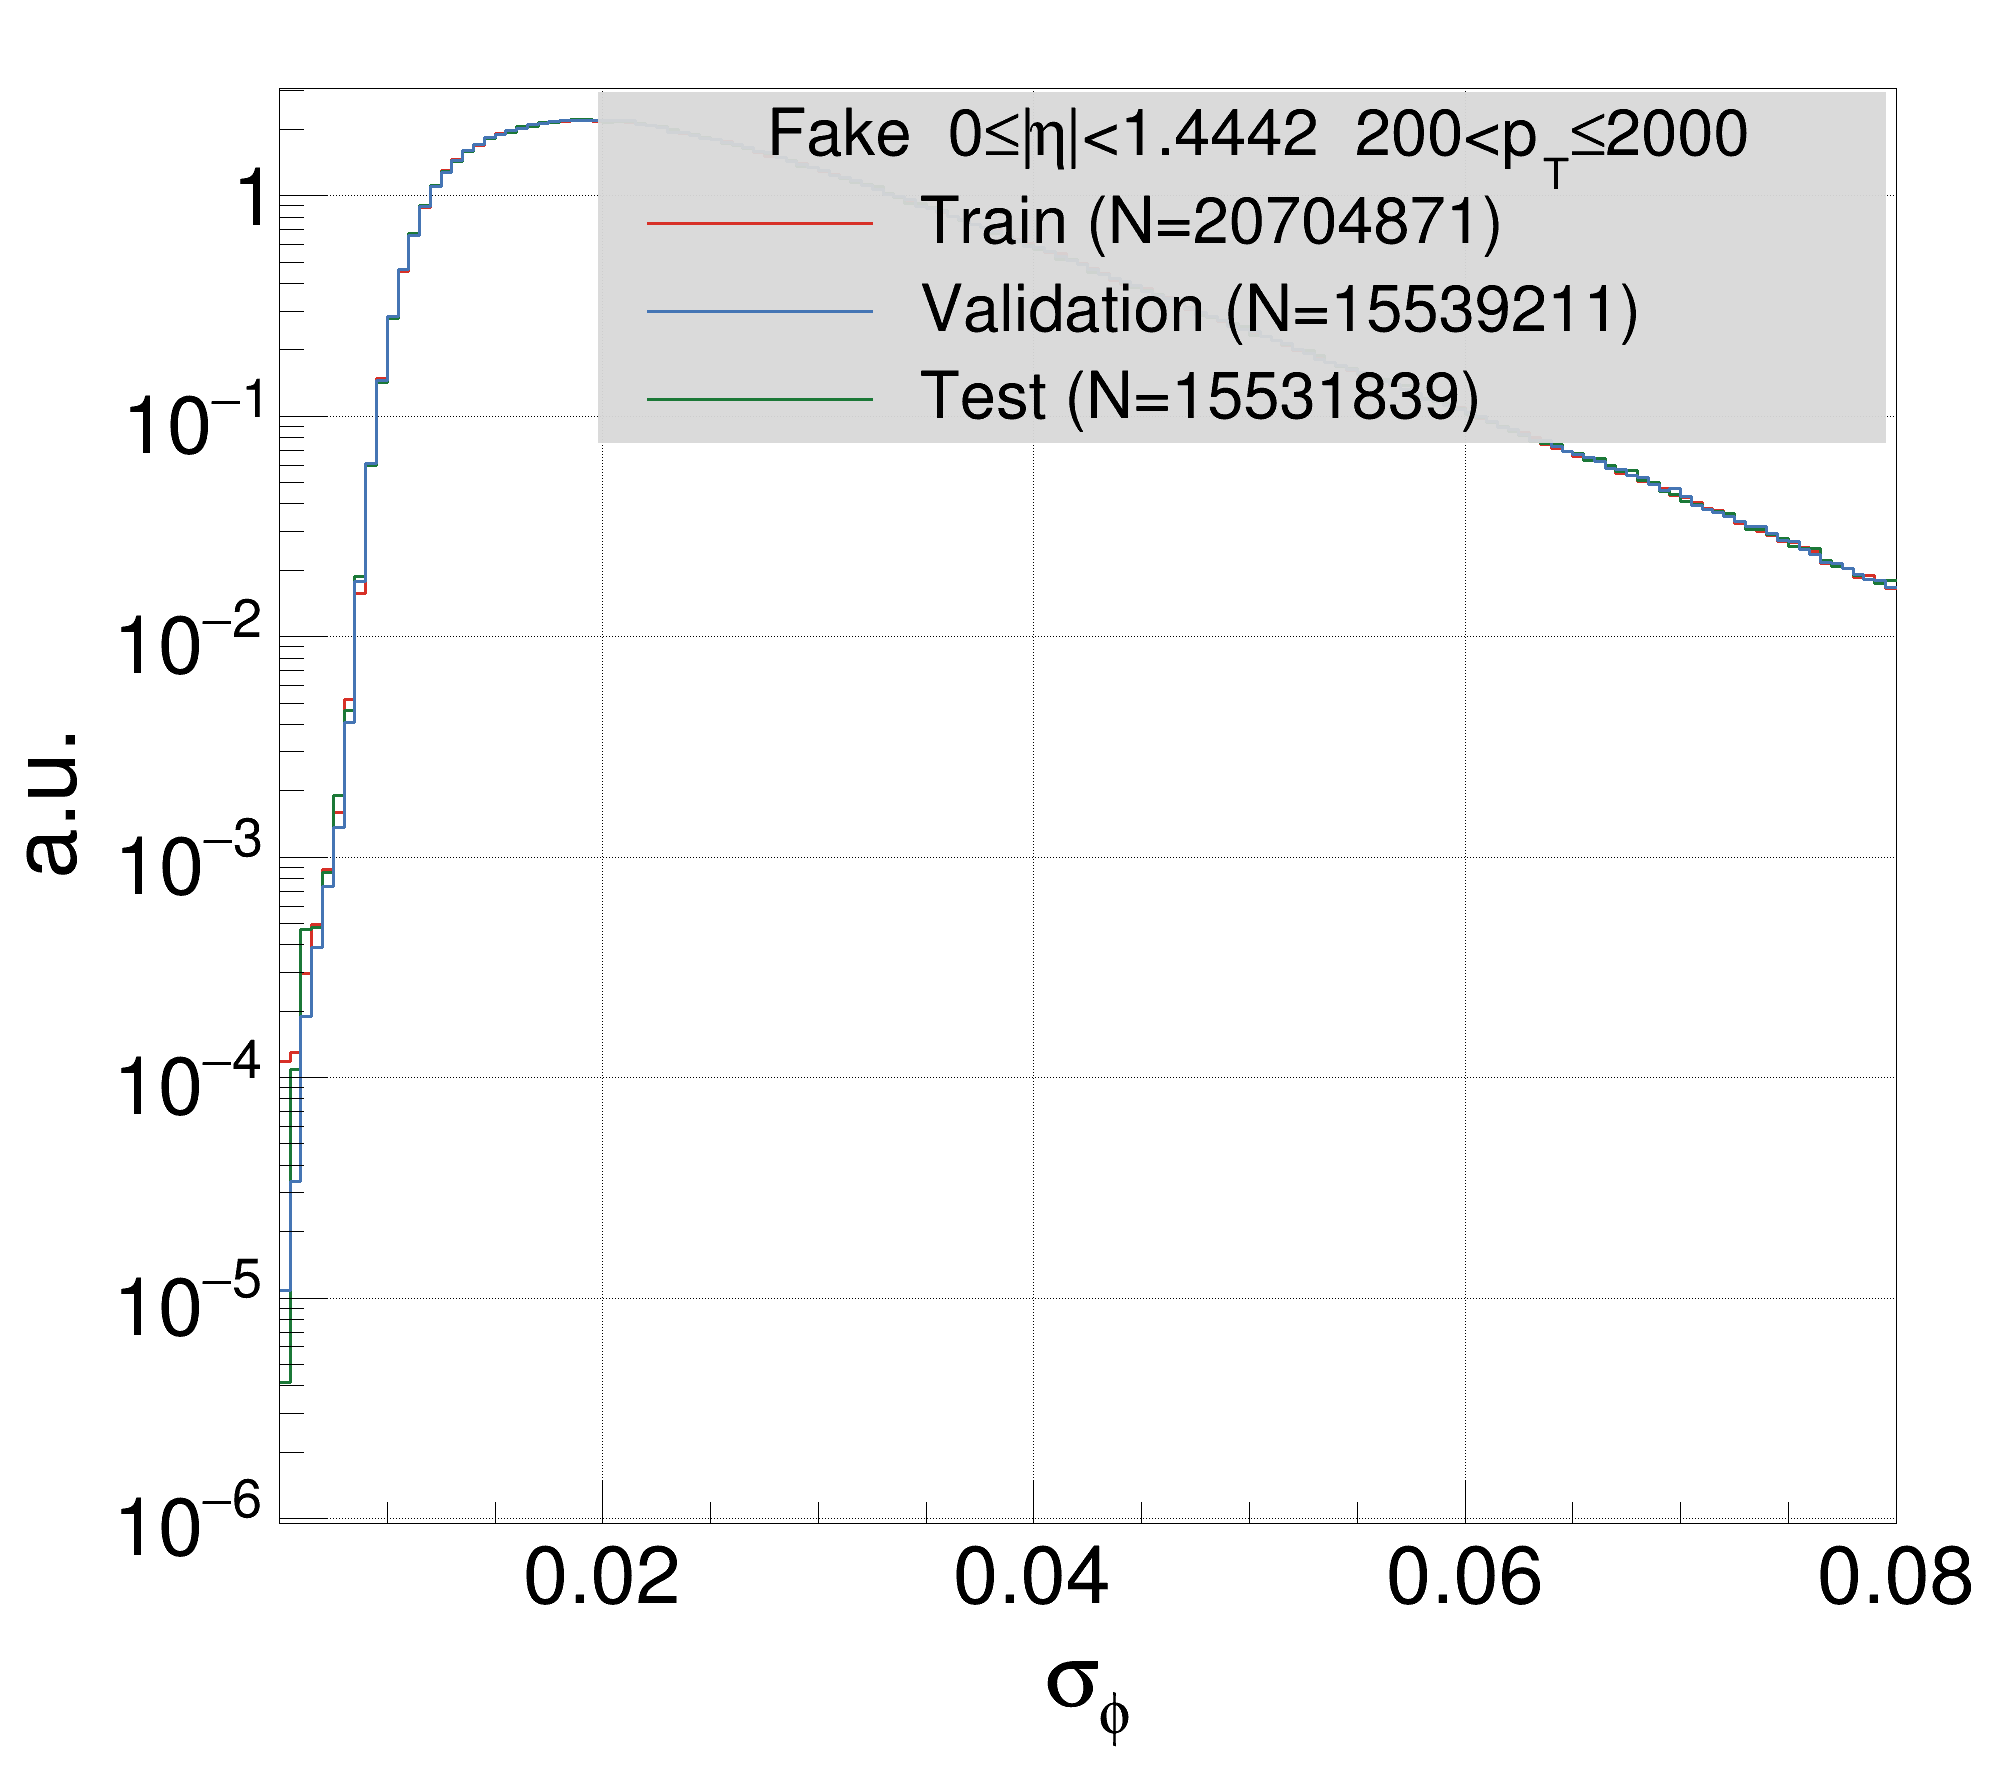 Fake 0≤|η|<1.4442 200<p_T≤2000
Train (N=20704871)
Validation (N=15539211)
Test (N=15531839)
1
10⁻¹
10⁻²
10⁻³
10⁻⁴
10⁻⁵
10⁻⁶
a.u.
0.02 0.04 0.06 0.08
σ_ϕ